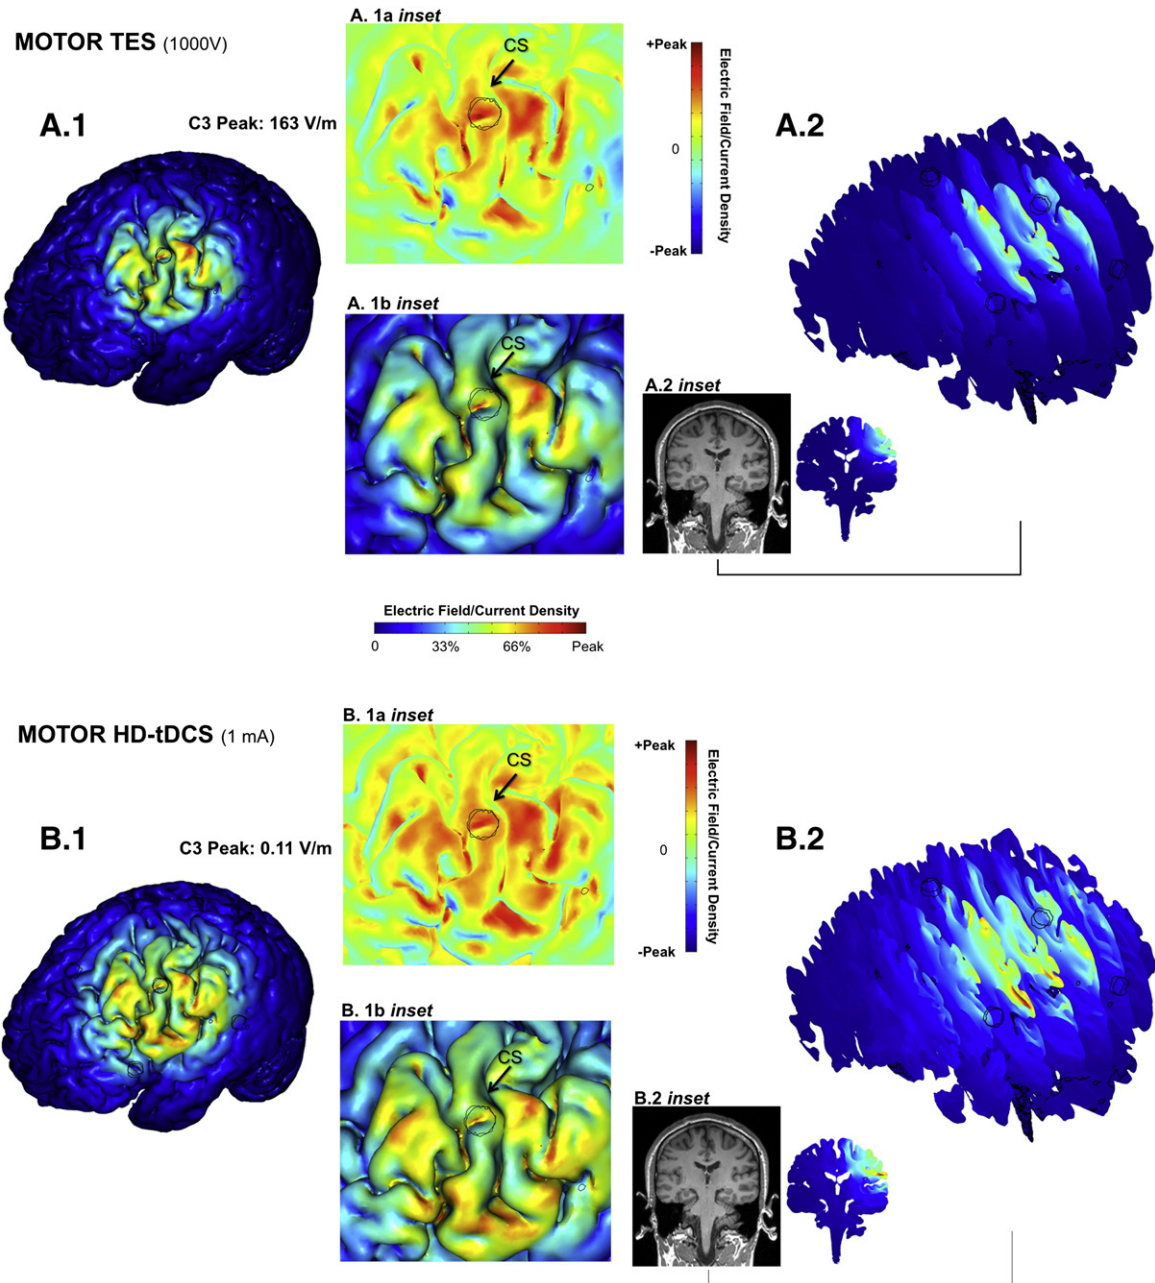 A. 1a inset
MOTOR TES (1000V)
CS
+Peak
0
-Peak
Electric Field/Current Density
A.1
C3 Peak: 163 V/m
A.2
A. 1b inset
CS
A.2 inset
Electric Field/Current Density
0 33% 66% Peak
B. 1a inset
MOTOR HD-tDCS (1 mA)
CS
+Peak
0
-Peak
Electric Field/Current Density
B.1
C3 Peak: 0.11 V/m
B.2
B. 1b inset
CS
B.2 inset